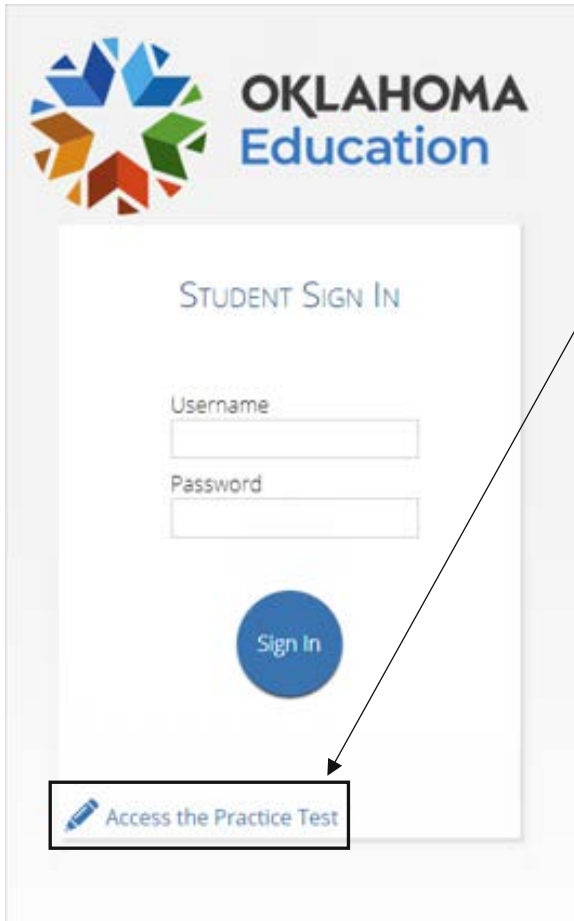 OKLAHOMA
Education
Student Sign In
Username
Password
Sign In
Access the Practice Test